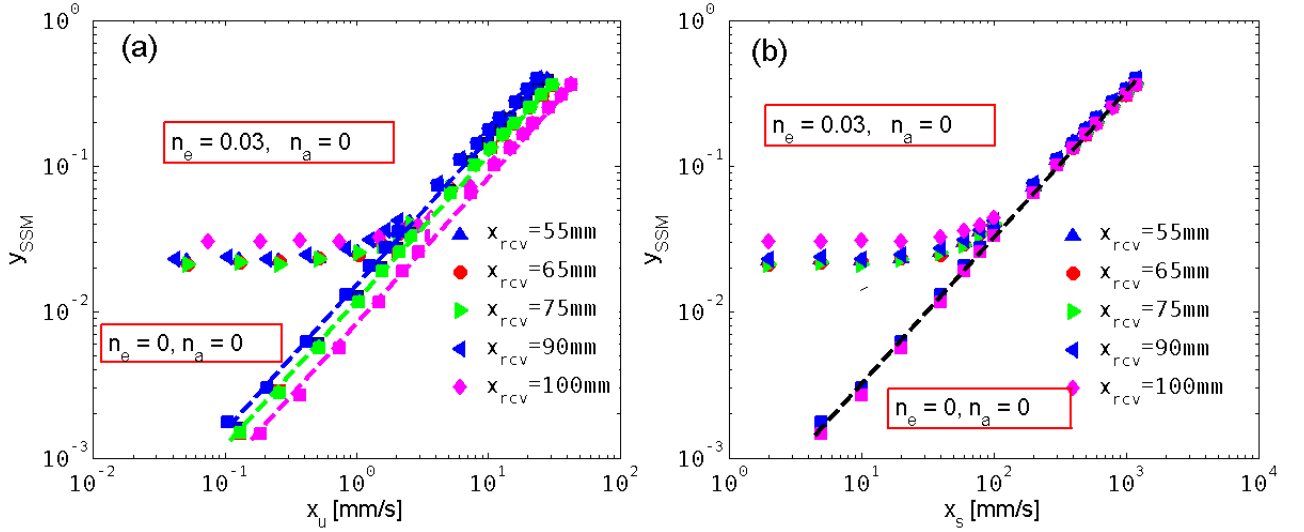 (a)
n_e = 0.03, n_a = 0
n_e = 0, n_a = 0
x_rcv=55mm
x_rcv=65mm
x_rcv=75mm
x_rcv=90mm
x_rcv=100mm
y_SSM
10^0
10^-1
10^-2
10^-3
10^-2 10^-1 10^0 10^1 10^2
x_u [mm/s]
(b)
n_e = 0.03, n_a = 0
x_rcv=55mm
x_rcv=65mm
x_rcv=75mm
x_rcv=90mm
x_rcv=100mm
n_e = 0, n_a = 0
y_SSM
10^0
10^-1
10^-2
10^-3
10^0 10^1 10^2 10^3 10^4
x_s [mm/s]